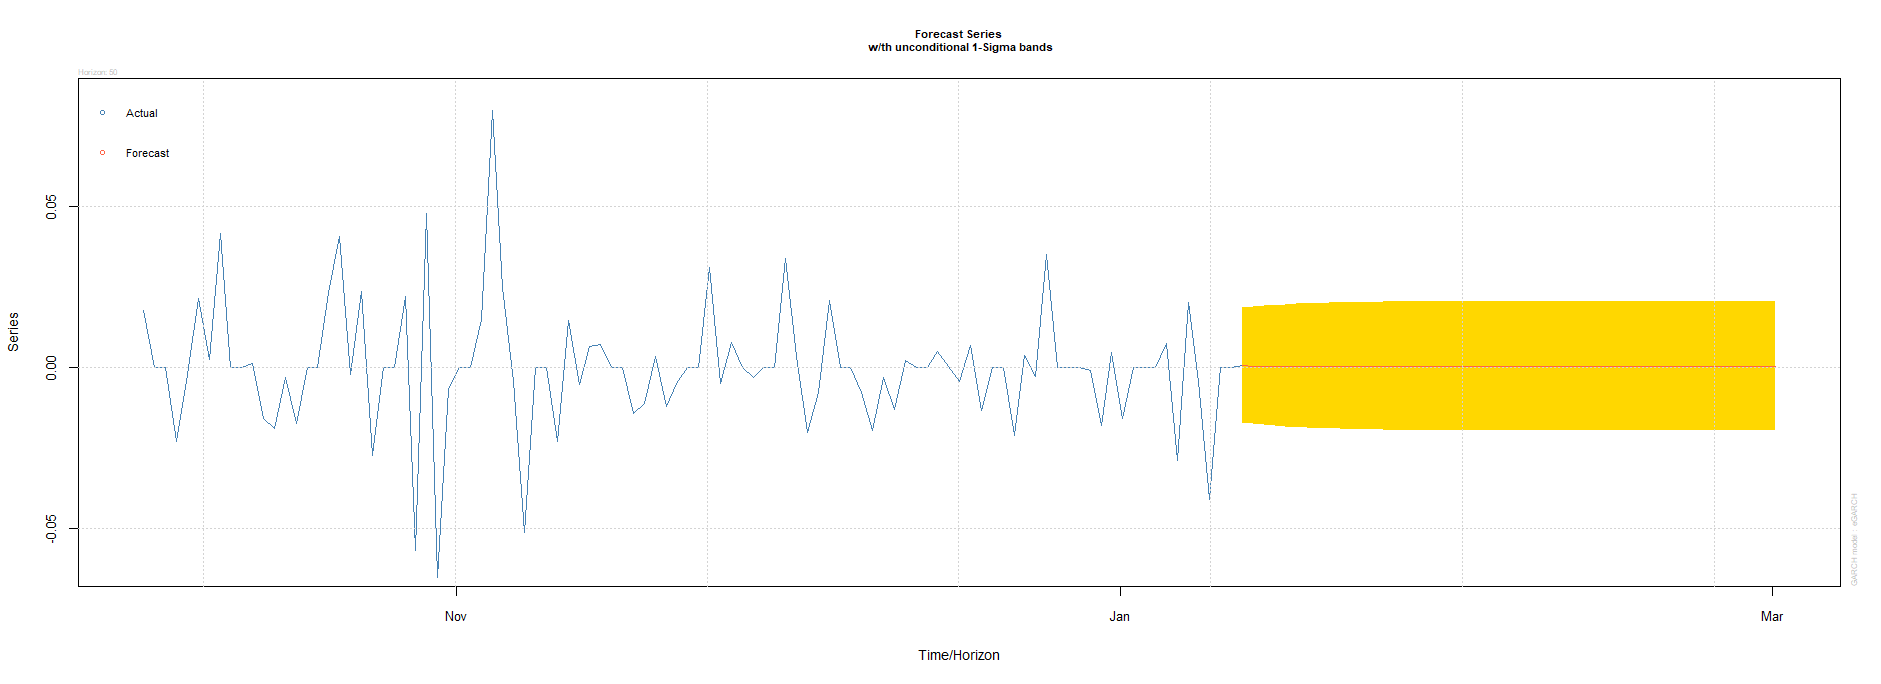 Forecast Series
w/th unconditional 1-Sigma bands
Horizon: 50
Actual
Forecast
Series
0.05
0.00
-0.05
GARCH model : eGARCH
Nov
Jan
Mar
Time/Horizon